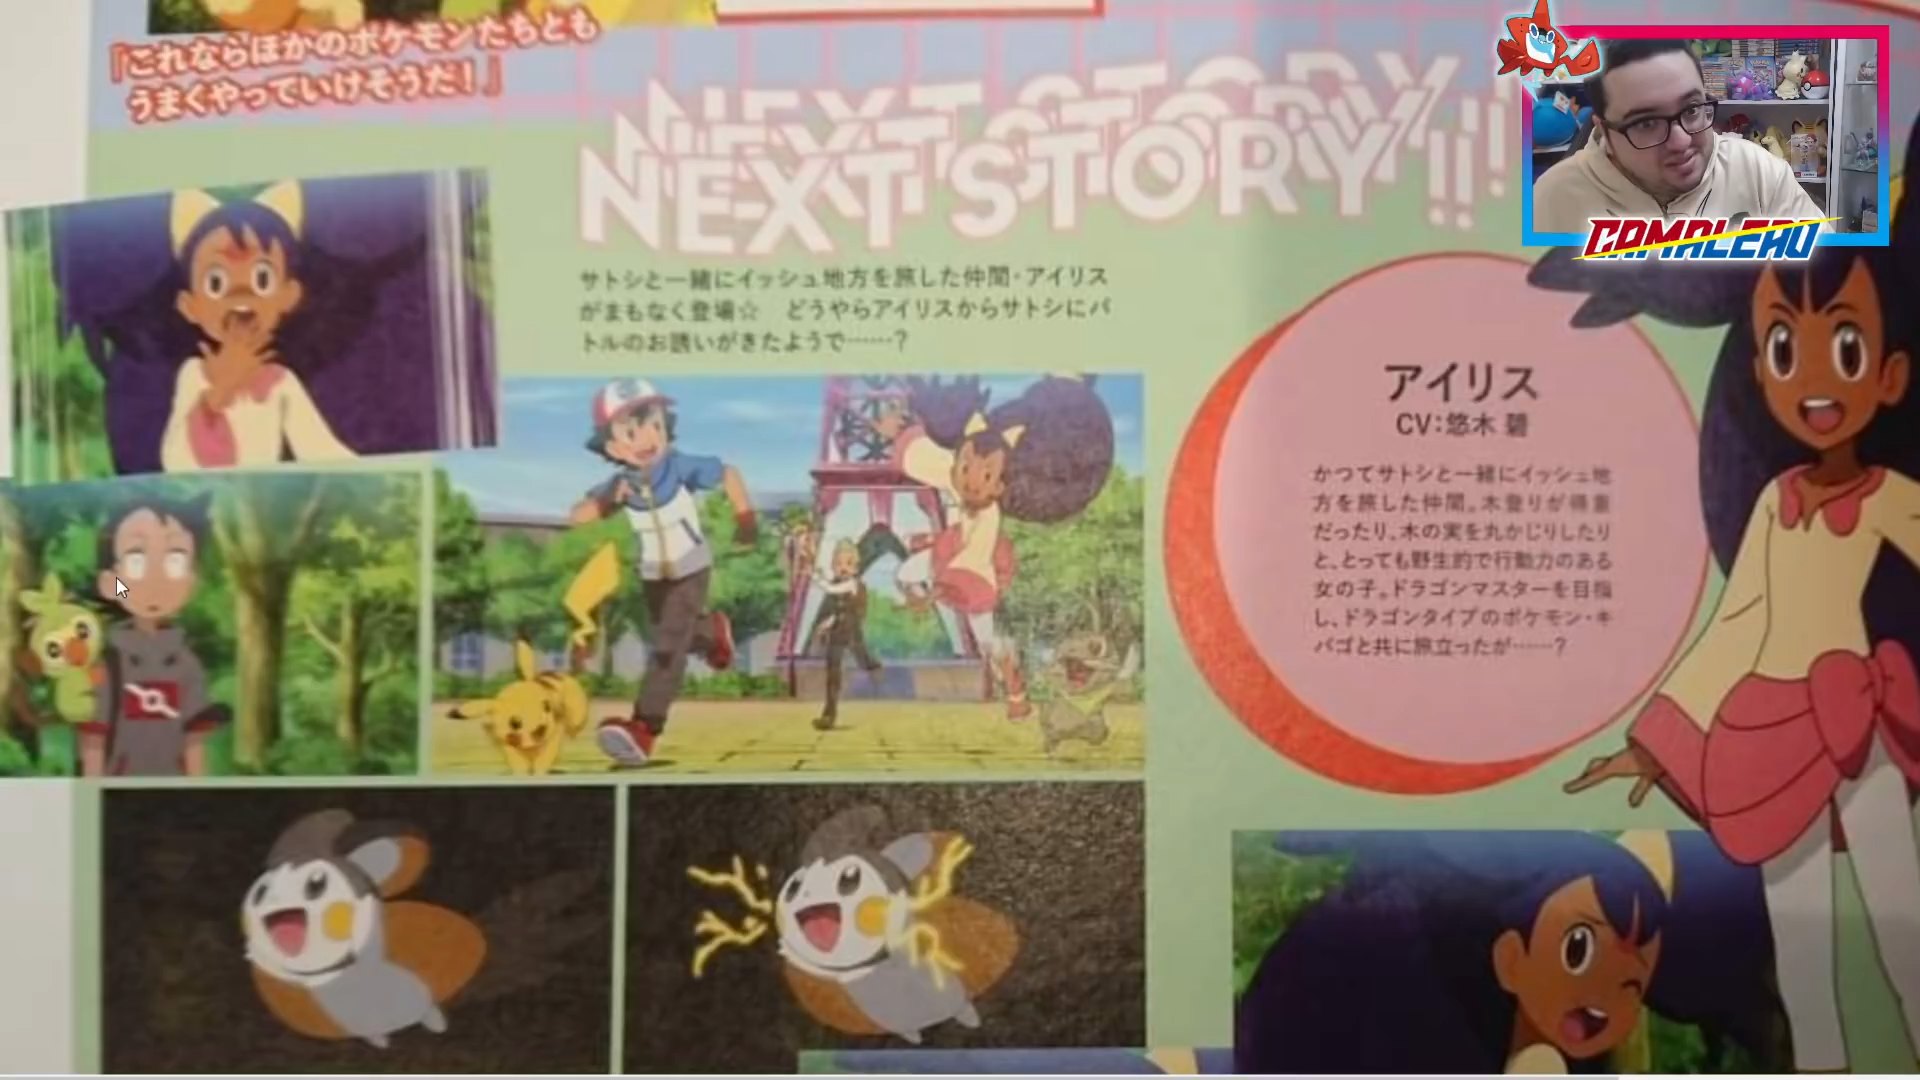 「これならほかのポケモンたちとも
うまくやっていけそうだ!」
NEXT STORY!!
サトシと一緒にイッシュ地方を旅した仲間・アイリス
がまもなく登場☆ どうやらアイリスからサトシにバ
トルのお誘いがきたようで……?
CAMALEAO
アイリス
CV:悠木 碧
かつてサトシと一緒にイッシュ地
方を旅した仲間。木登りが得意
だったり、木の実を丸かじりしたり
と、とっても野生的で行動力のある
女の子。ドラゴンマスターを目指
し、ドラゴンタイプのポケモン・キ
バゴと共に旅立ったが……?